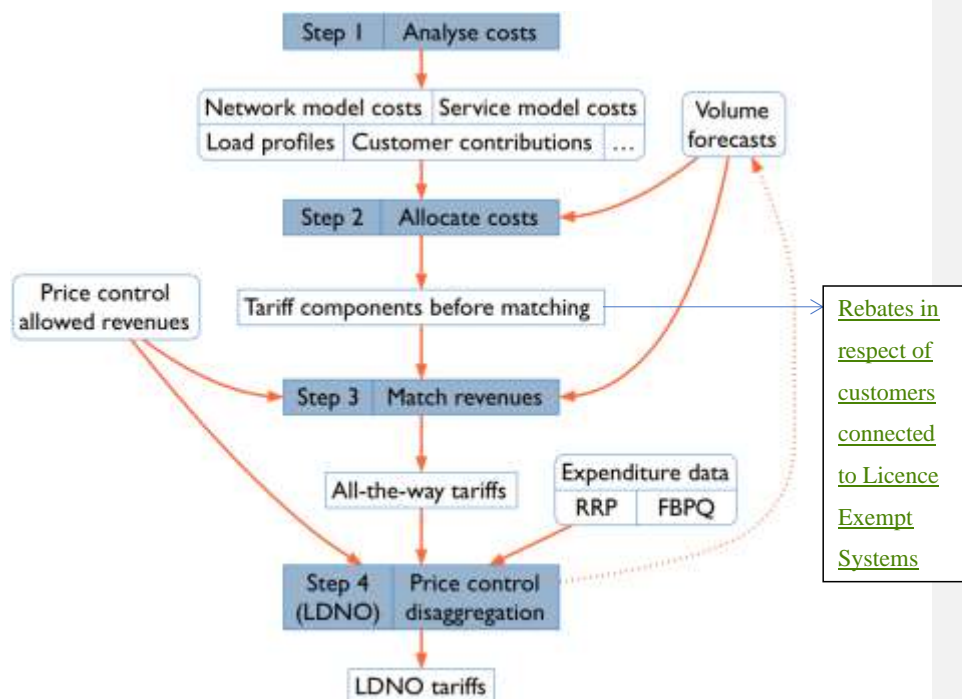 Step 1 Analyse costs
Network model costs Service model costs
Load profiles Customer contributions ...
Volume
forecasts
Step 2 Allocate costs
Price control
allowed revenues
Tariff components before matching
Rebates in
respect of
customers
connected
to Licence
Exempt
Systems
Step 3 Match revenues
All-the-way tariffs
Expenditure data
RRP FBPQ
Step 4
(LDNO)
Price control
disaggregation
LDNO tariffs